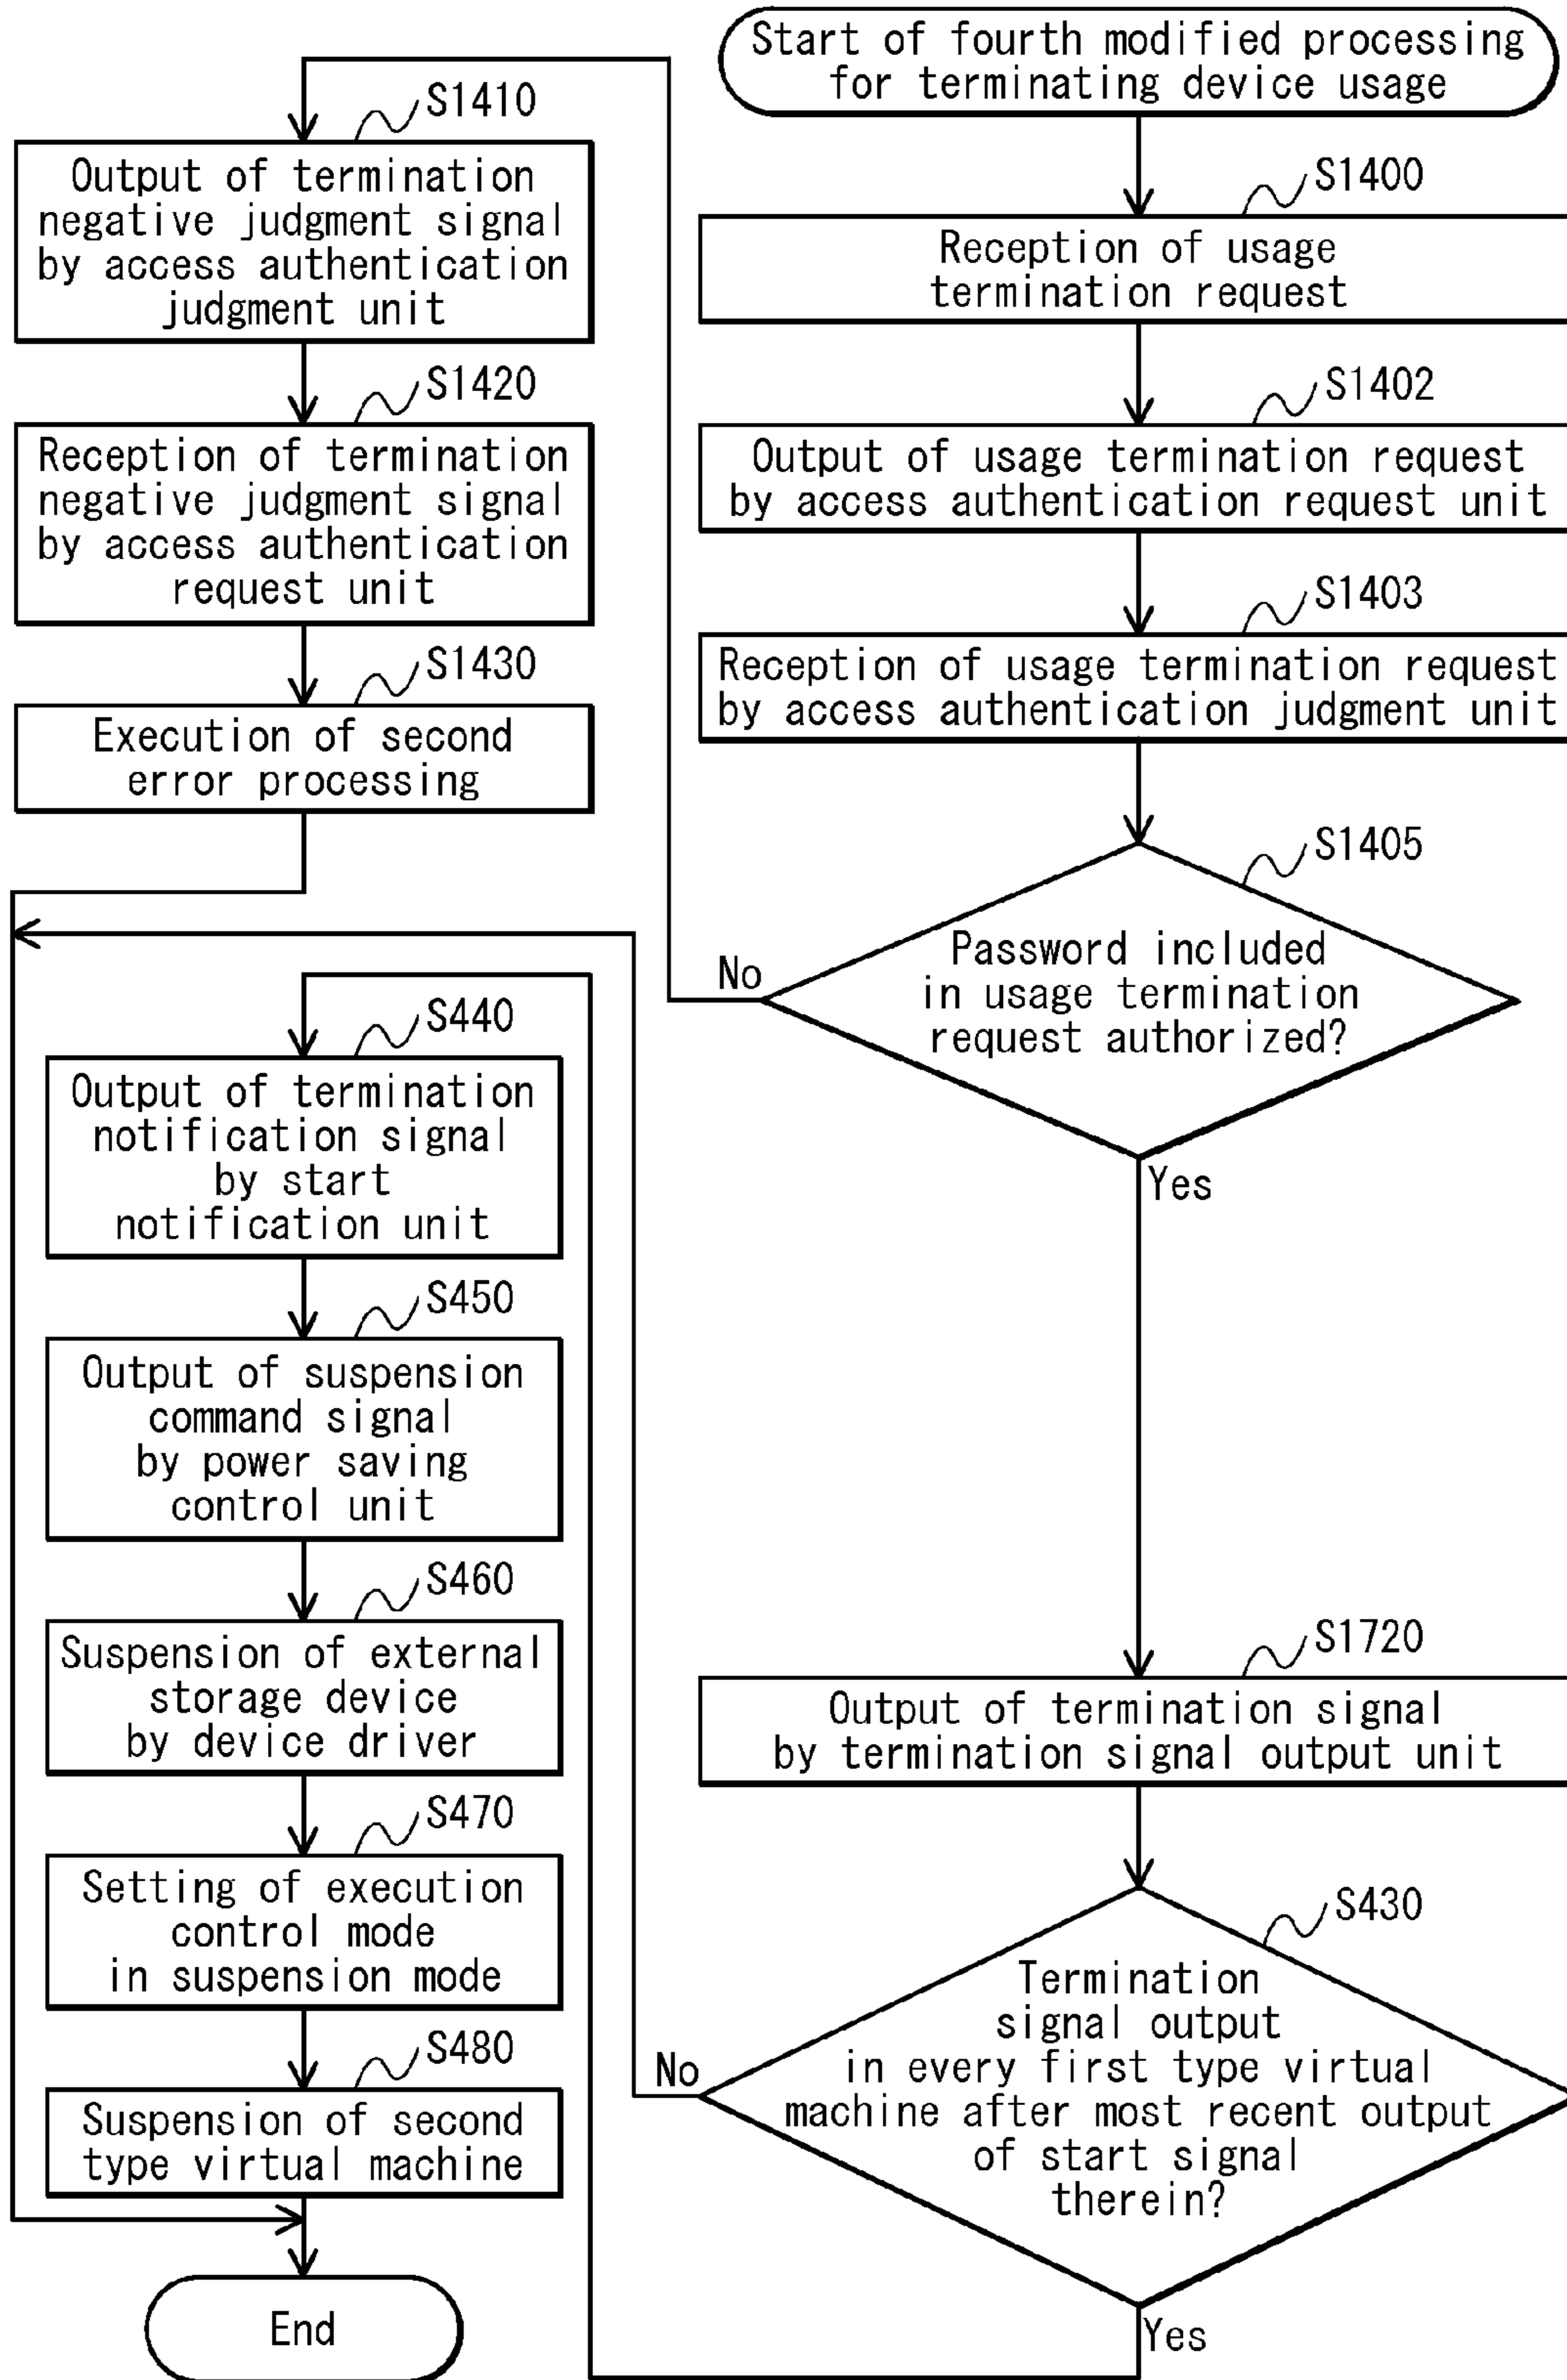 Start of fourth modified processing
for terminating device usage
S1400
Reception of usage
termination request
S1402
Output of usage termination request
by access authentication request unit
S1403
Reception of usage termination request
by access authentication judgment unit
S1405
Password included
in usage termination
request authorized?
No
Yes
S1410
Output of termination
negative judgment signal
by access authentication
judgment unit
S1420
Reception of termination
negative judgment signal
by access authentication
request unit
S1430
Execution of second
error processing
S1720
Output of termination signal
by termination signal output unit
S430
Termination
signal output
in every first type virtual
machine after most recent output
of start signal
therein?
No
Yes
S440
Output of termination
notification signal
by start
notification unit
S450
Output of suspension
command signal
by power saving
control unit
S460
Suspension of external
storage device
by device driver
S470
Setting of execution
control mode
in suspension mode
S480
Suspension of second
type virtual machine
End